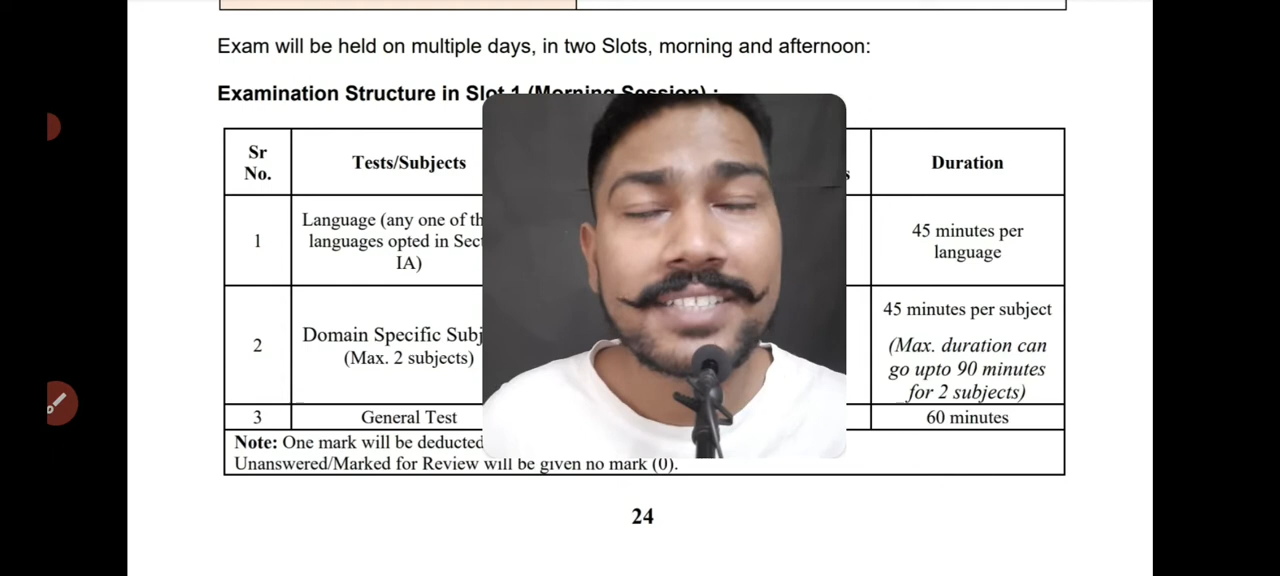 Exam will be held on multiple days, in two Slots, morning and afternoon:
Examination Structure in Slot 1 (Morning Session) :
Sr
No.
Tests/Subjects
Duration
1
Language (any one of
languages opted in
IA)
45 minutes per
language
2
Domain Specific
(Max. 2 subjects)
45 minutes per subject
(Max. duration can
go upto 90 minutes
for 2 subjects)
3
General Test
60 minutes
Note: One mark will be deducted
Unanswered/Marked for Review will be given no mark (0).
24